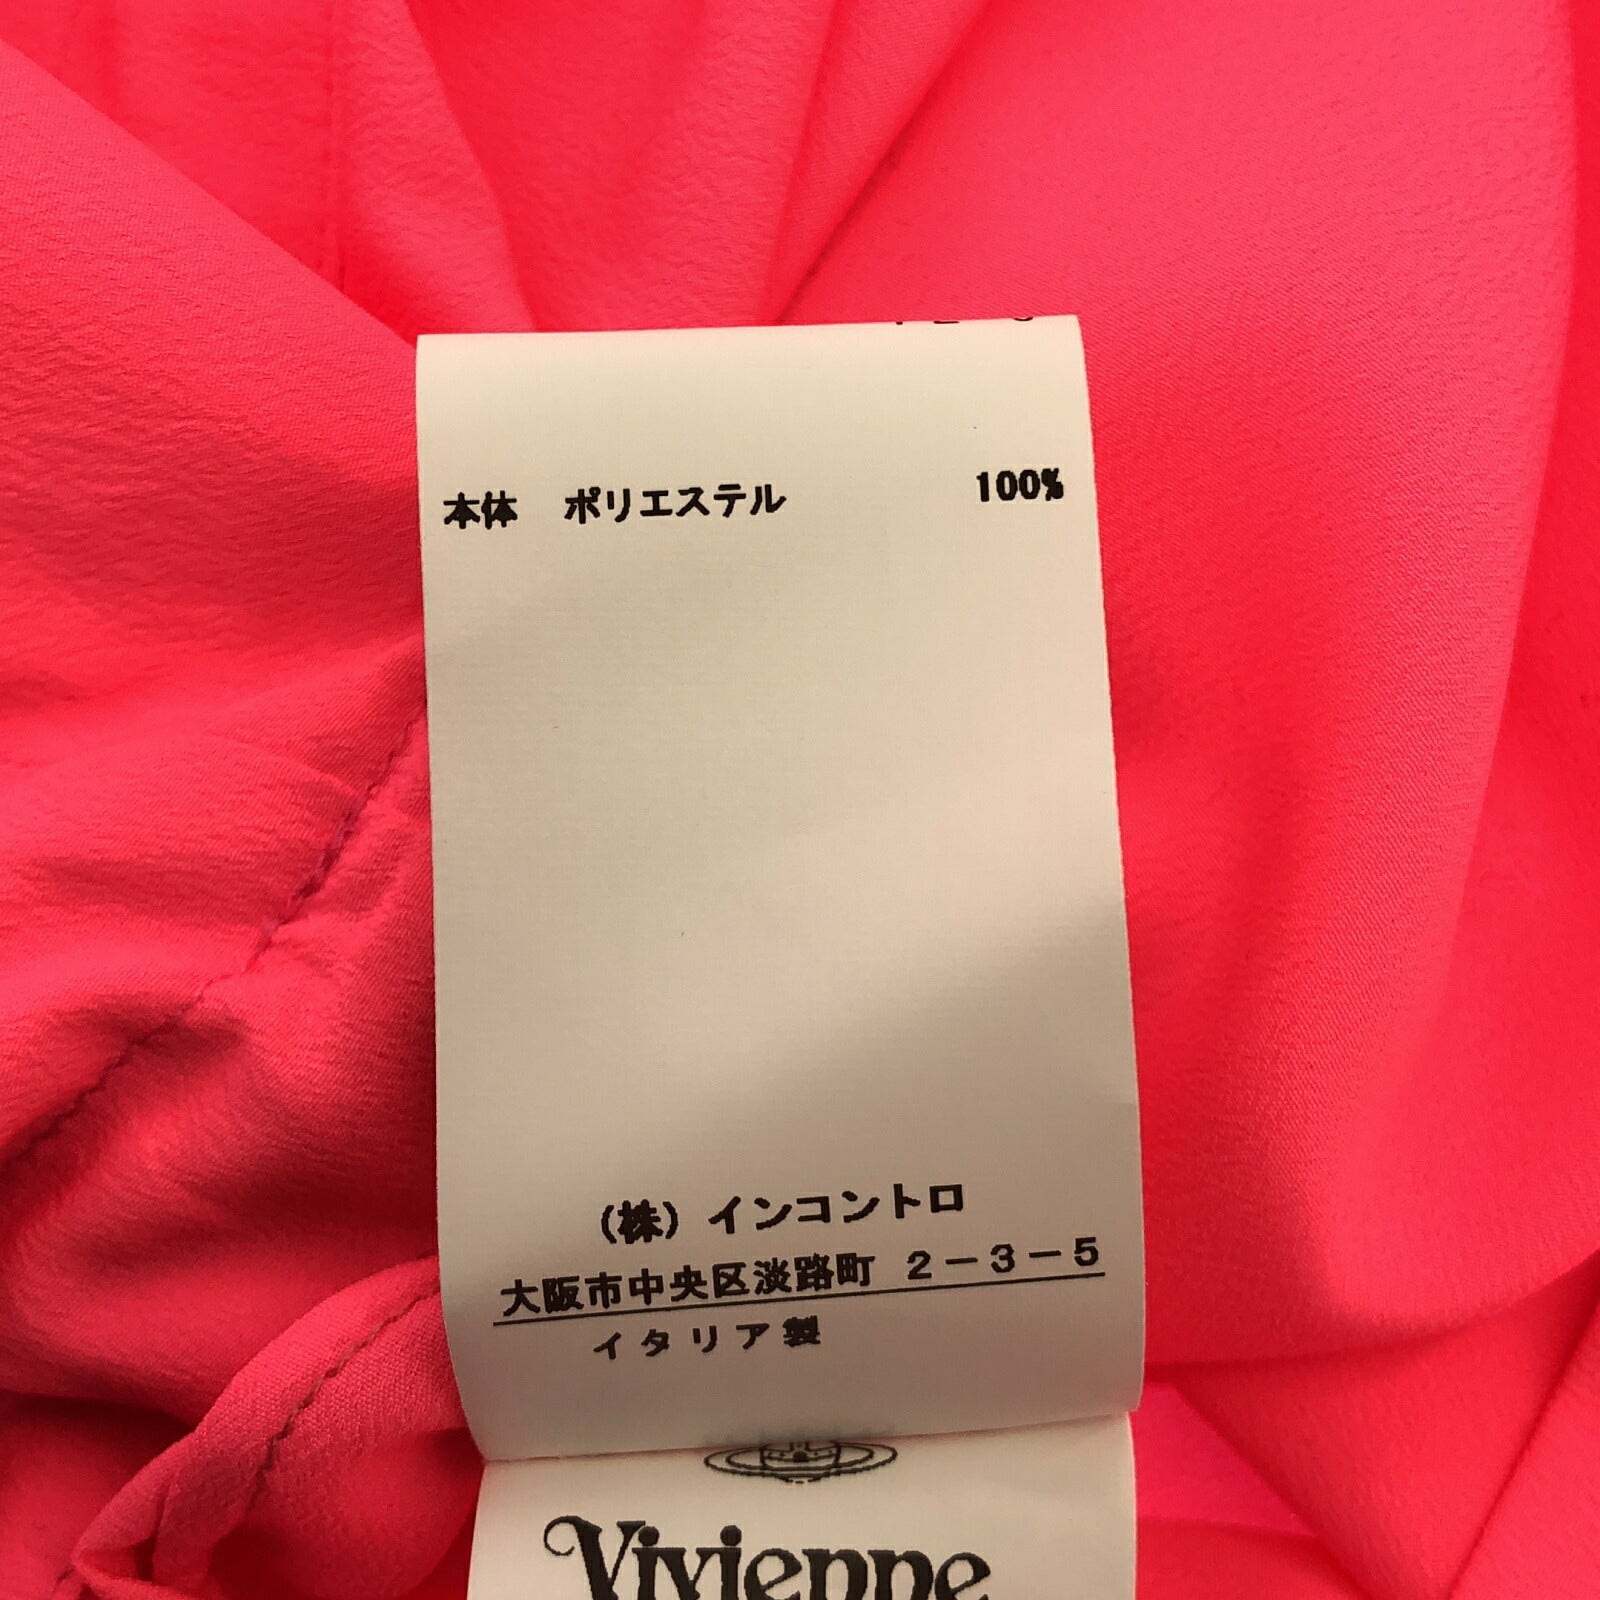 本体 ポリエステル 100%
(株) インコントロ
大阪市中央区淡路町 2-3-5
イタリア製
Vivienne